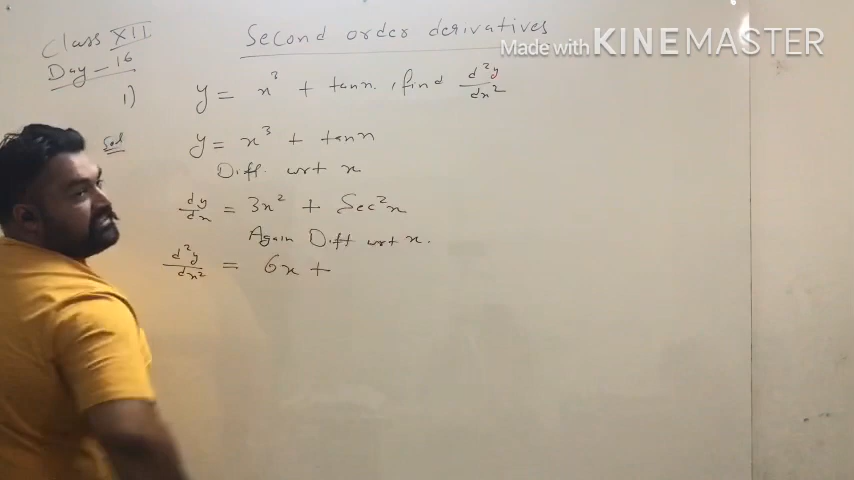 Class XII
Second order derivatives
Made with KINEMASTER
Day - 16
1) y = x³ + tanx, find d²y/dx²
Sol y = x³ + tanx
Diff. wrt x
dy/dx = 3x² + Sec²x
Again Diff wrt x.
d²y/dx² = 6x +